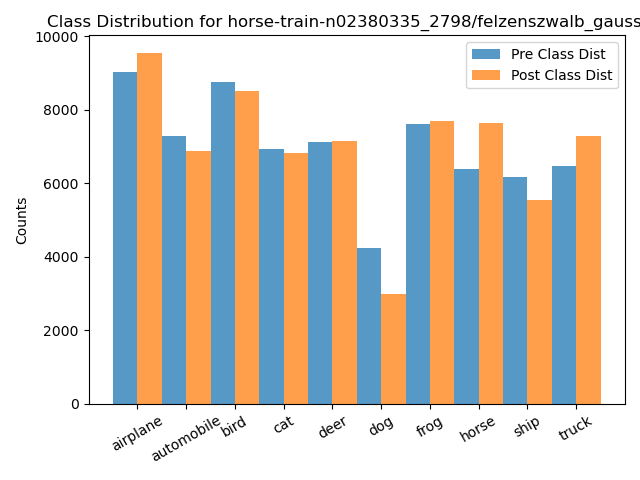 Class Distribution for horse-train-n02380335_2798/felzenszwalb_gauss
Pre Class Dist
Post Class Dist
Counts
10000
8000
6000
4000
2000
0
airplane
automobile
bird
cat
deer
dog
frog
horse
ship
truck